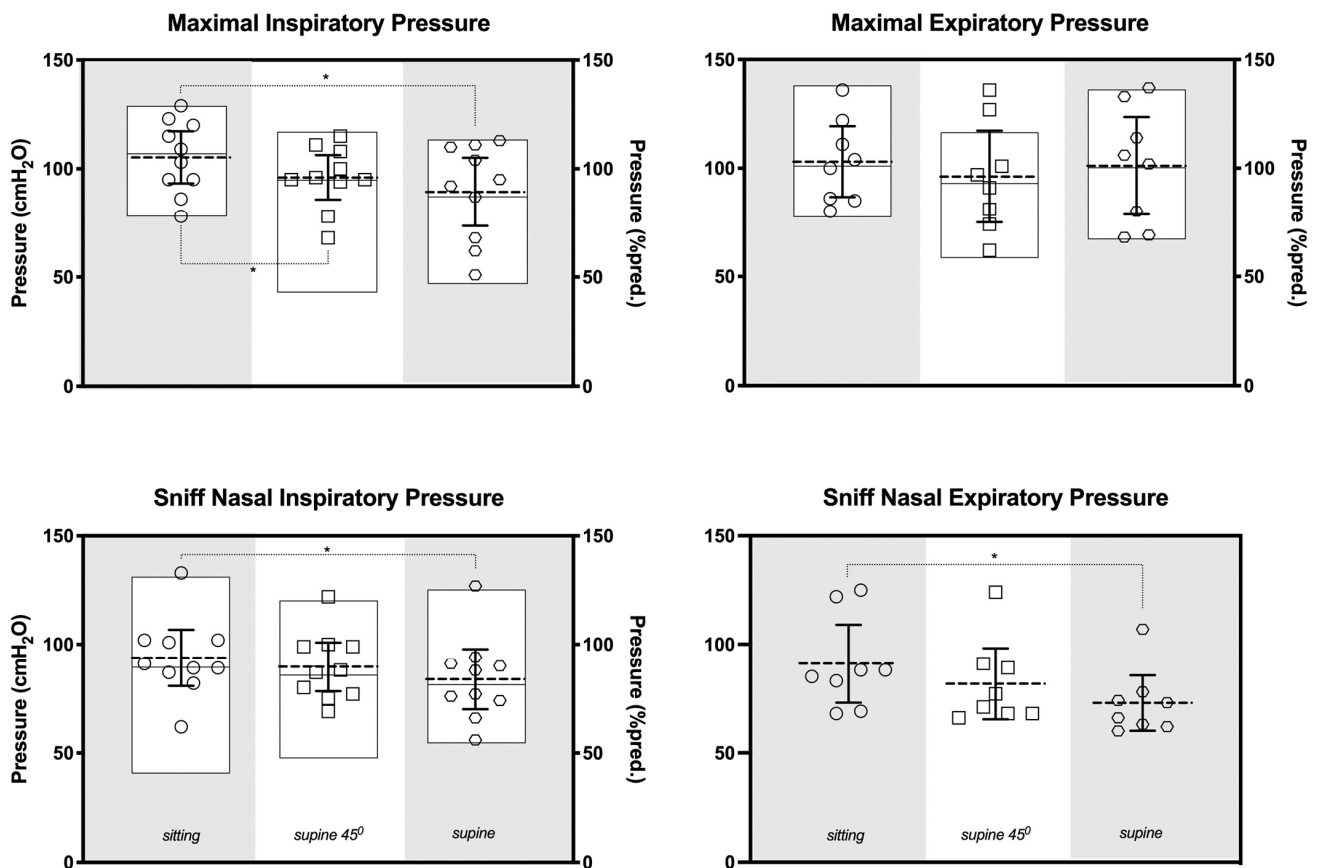 Maximal Inspiratory Pressure
150
100
50
0
Pressure (cmH2O)
150
100
50
0
Pressure (%pred.)
*
*
Maximal Expiratory Pressure
150
100
50
0
150
100
50
0
Pressure (%pred.)
Sniff Nasal Inspiratory Pressure
150
100
50
0
Pressure (cmH2O)
150
100
50
0
Pressure (%pred.)
*
sitting
supine 45⁰
supine
Sniff Nasal Expiratory Pressure
150
100
50
0
*
sitting
supine 45⁰
supine